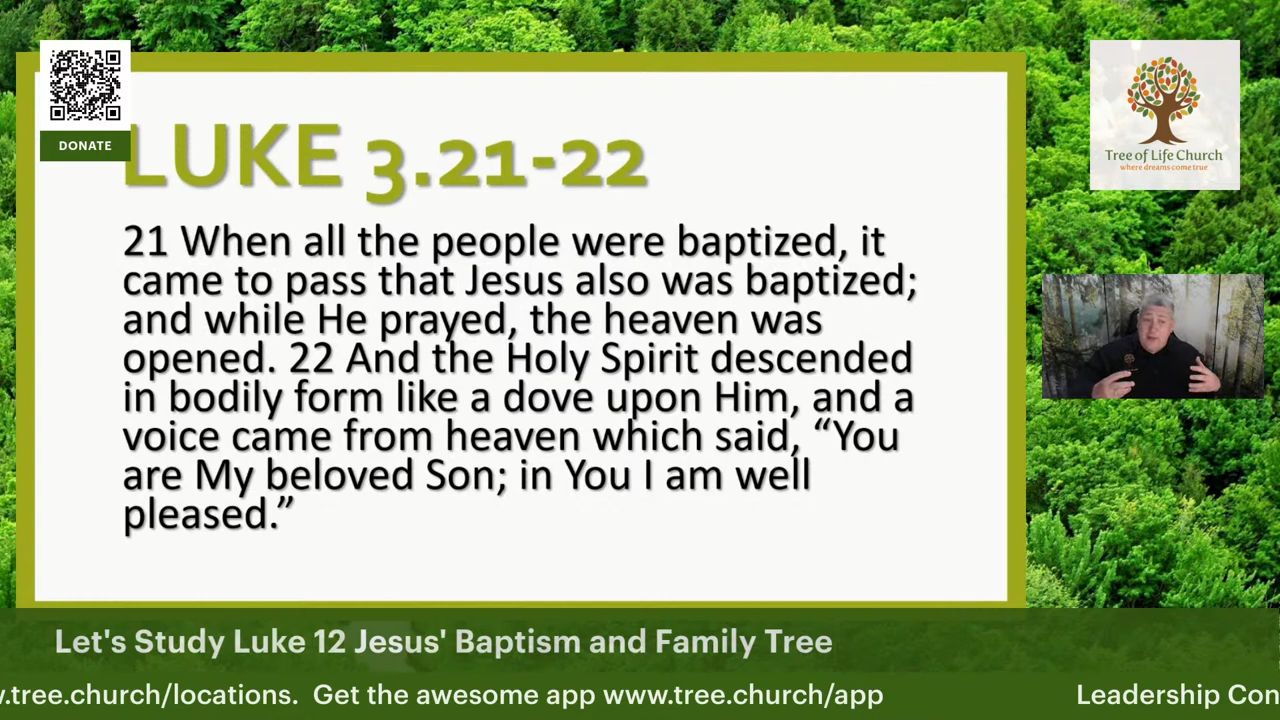 DONATE
LUKE 3.21-22
21 When all the people were baptized, it
came to pass that Jesus also was baptized;
and while He prayed, the heaven was
opened. 22 And the Holy Spirit descended
in bodily form like a dove upon Him, and a
voice came from heaven which said, “You
are My beloved Son; in You I am well
pleased.”
Tree of Life Church
where dreams come true
Let's Study Luke 12 Jesus' Baptism and Family Tree
w.tree.church/locations. Get the awesome app www.tree.church/app
Leadership Con